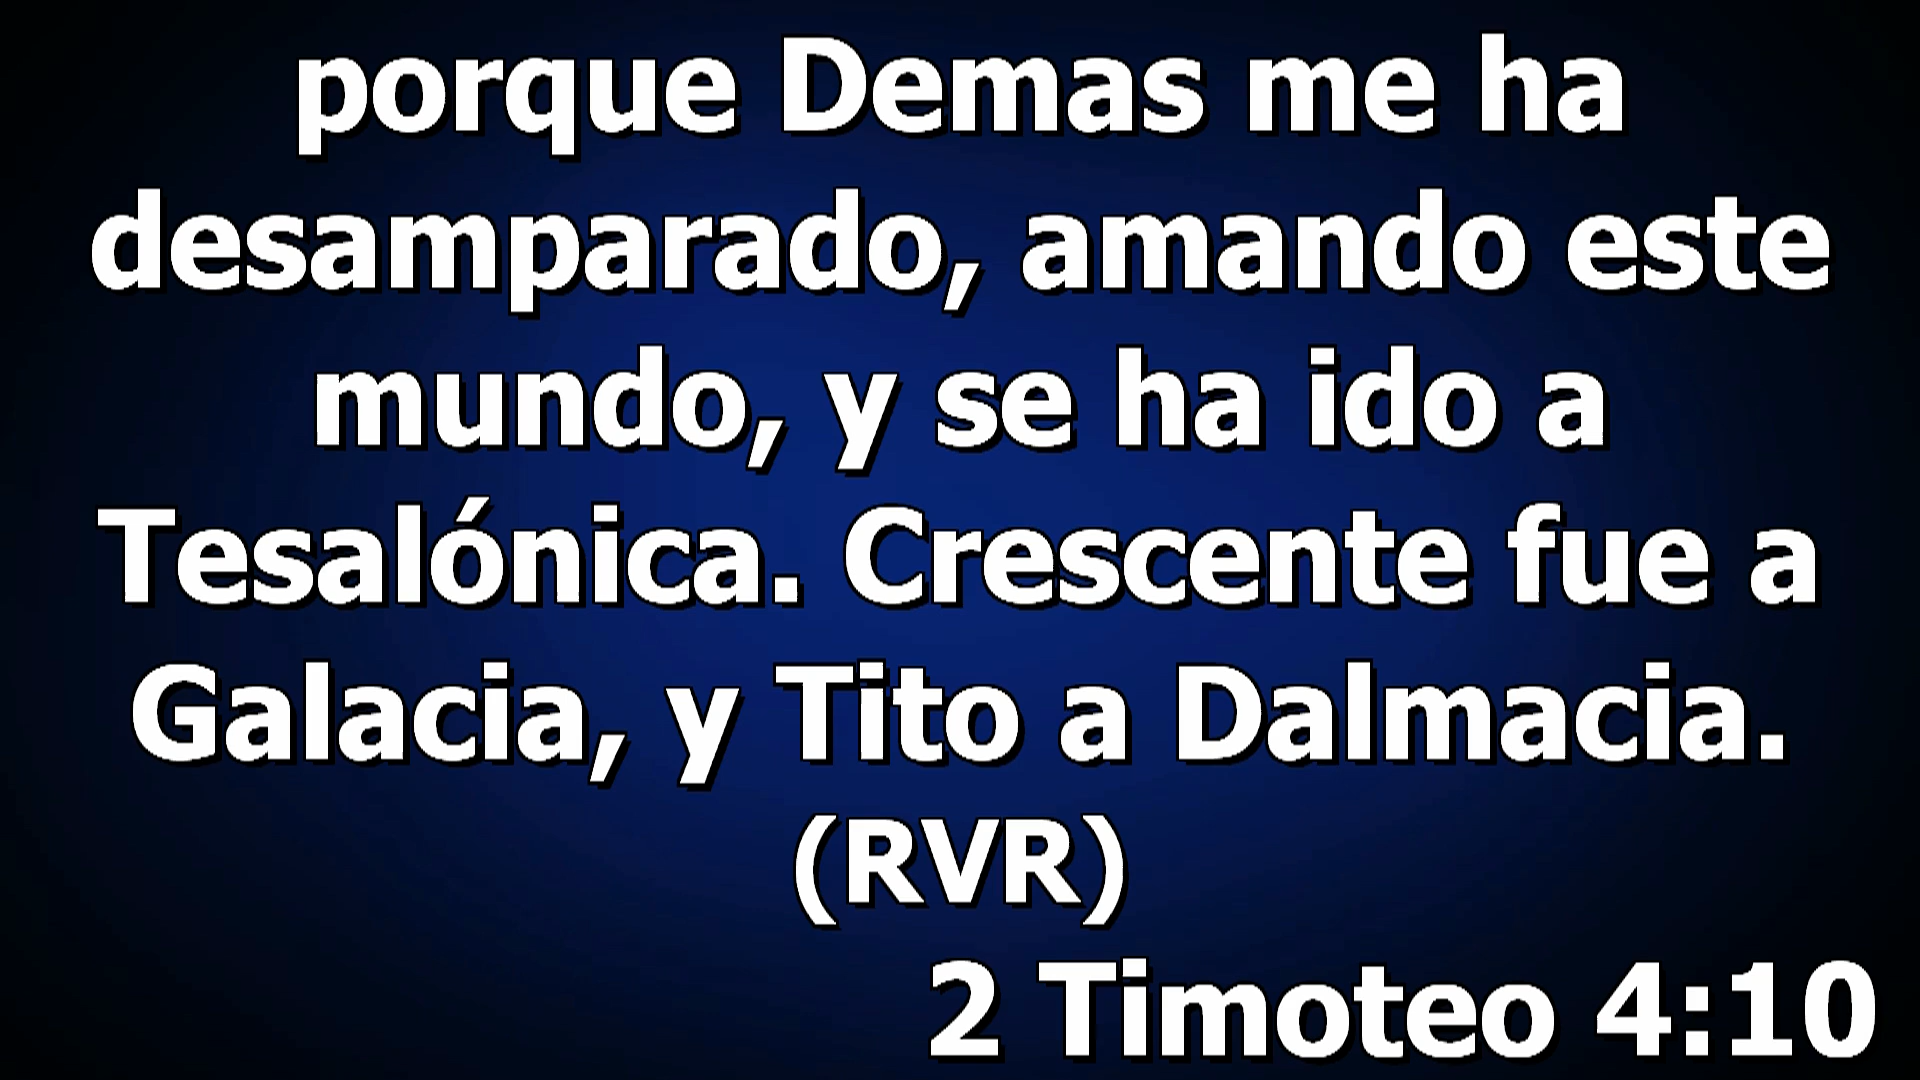 porque Demas me ha
desamparado, amando este
mundo, y se ha ido a
Tesalónica. Crescente fue a
Galacia, y Tito a Dalmacia.
(RVR)
2 Timoteo 4:10